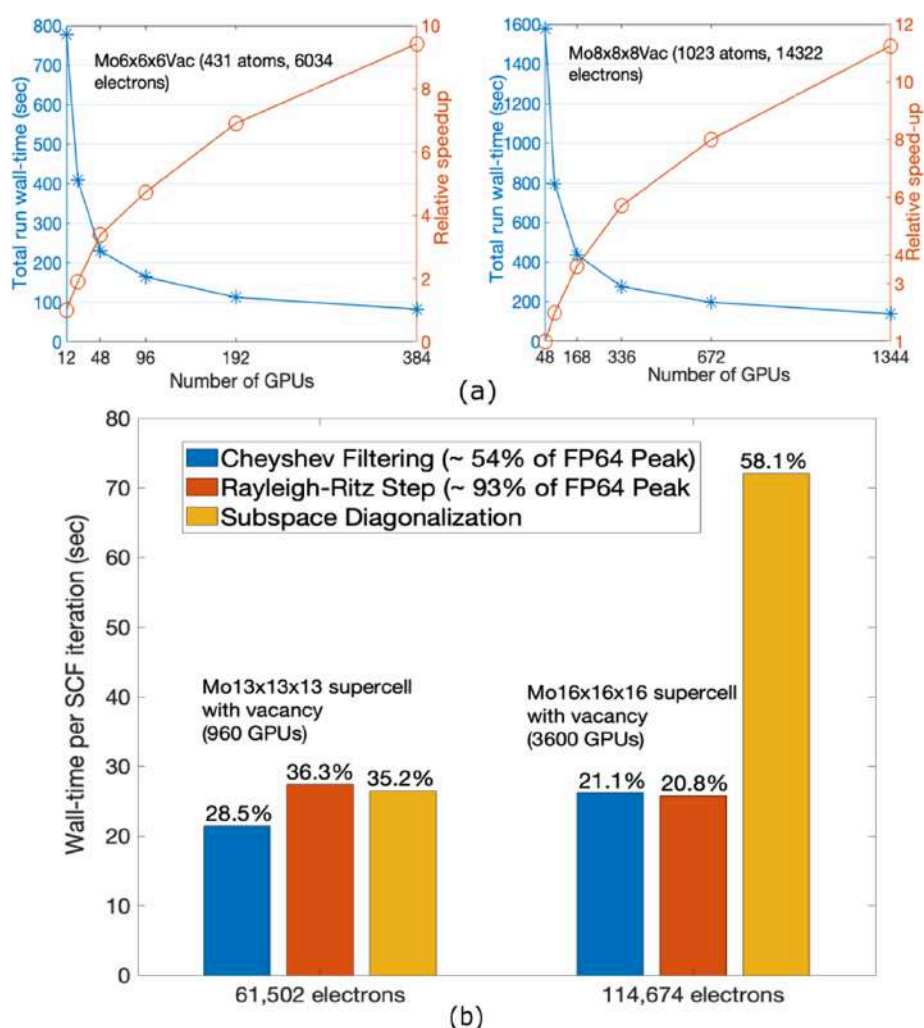 800
700
600
500
400
300
200
100
0
Total run wall-time (sec)
Mo6x6x6Vac (431 atoms, 6034
electrons)
10
8
6
4
2
0
Relative speedup
12 48 96 192 384
Number of GPUs
1600
1400
1200
1000
800
600
400
200
0
Total run wall-time (sec)
Mo8x8x8Vac (1023 atoms, 14322
electrons)
12
11
9
8
6
4
3
1
Relative speed-up
48 168 336 672 1344
Number of GPUs
(a)
80
70
60
50
40
30
20
10
0
Wall-time per SCF iteration (sec)
Cheyshev Filtering (~ 54% of FP64 Peak)
Rayleigh-Ritz Step (~ 93% of FP64 Peak
Subspace Diagonalization
58.1%
Mo13x13x13 supercell
with vacancy
(960 GPUs)
28.5% 36.3% 35.2%
Mo16x16x16 supercell
with vacancy
(3600 GPUs)
21.1% 20.8%
61,502 electrons 114,674 electrons
(b)